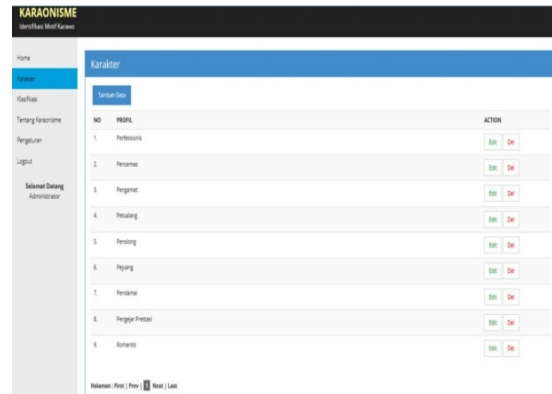 KARAONISME
Identifikasi Motif Karawo
Home
Karakter
Klasifikasi
Tentang Karaonisme
Pengaturan
Logout
Selamat Datang
Administrator
Karakter
Tambah Data
NO PROFIL ACTION
1. Perfeksionis Edit Del
2. Pencemas Edit Del
3. Pengamat Edit Del
4. Petualang Edit Del
5. Penolong Edit Del
6. Pejuang Edit Del
7. Pendamai Edit Del
8. Pengejar Prestasi Edit Del
9. Romantis Edit Del
Halaman : First | Prev | 1 Next | Last